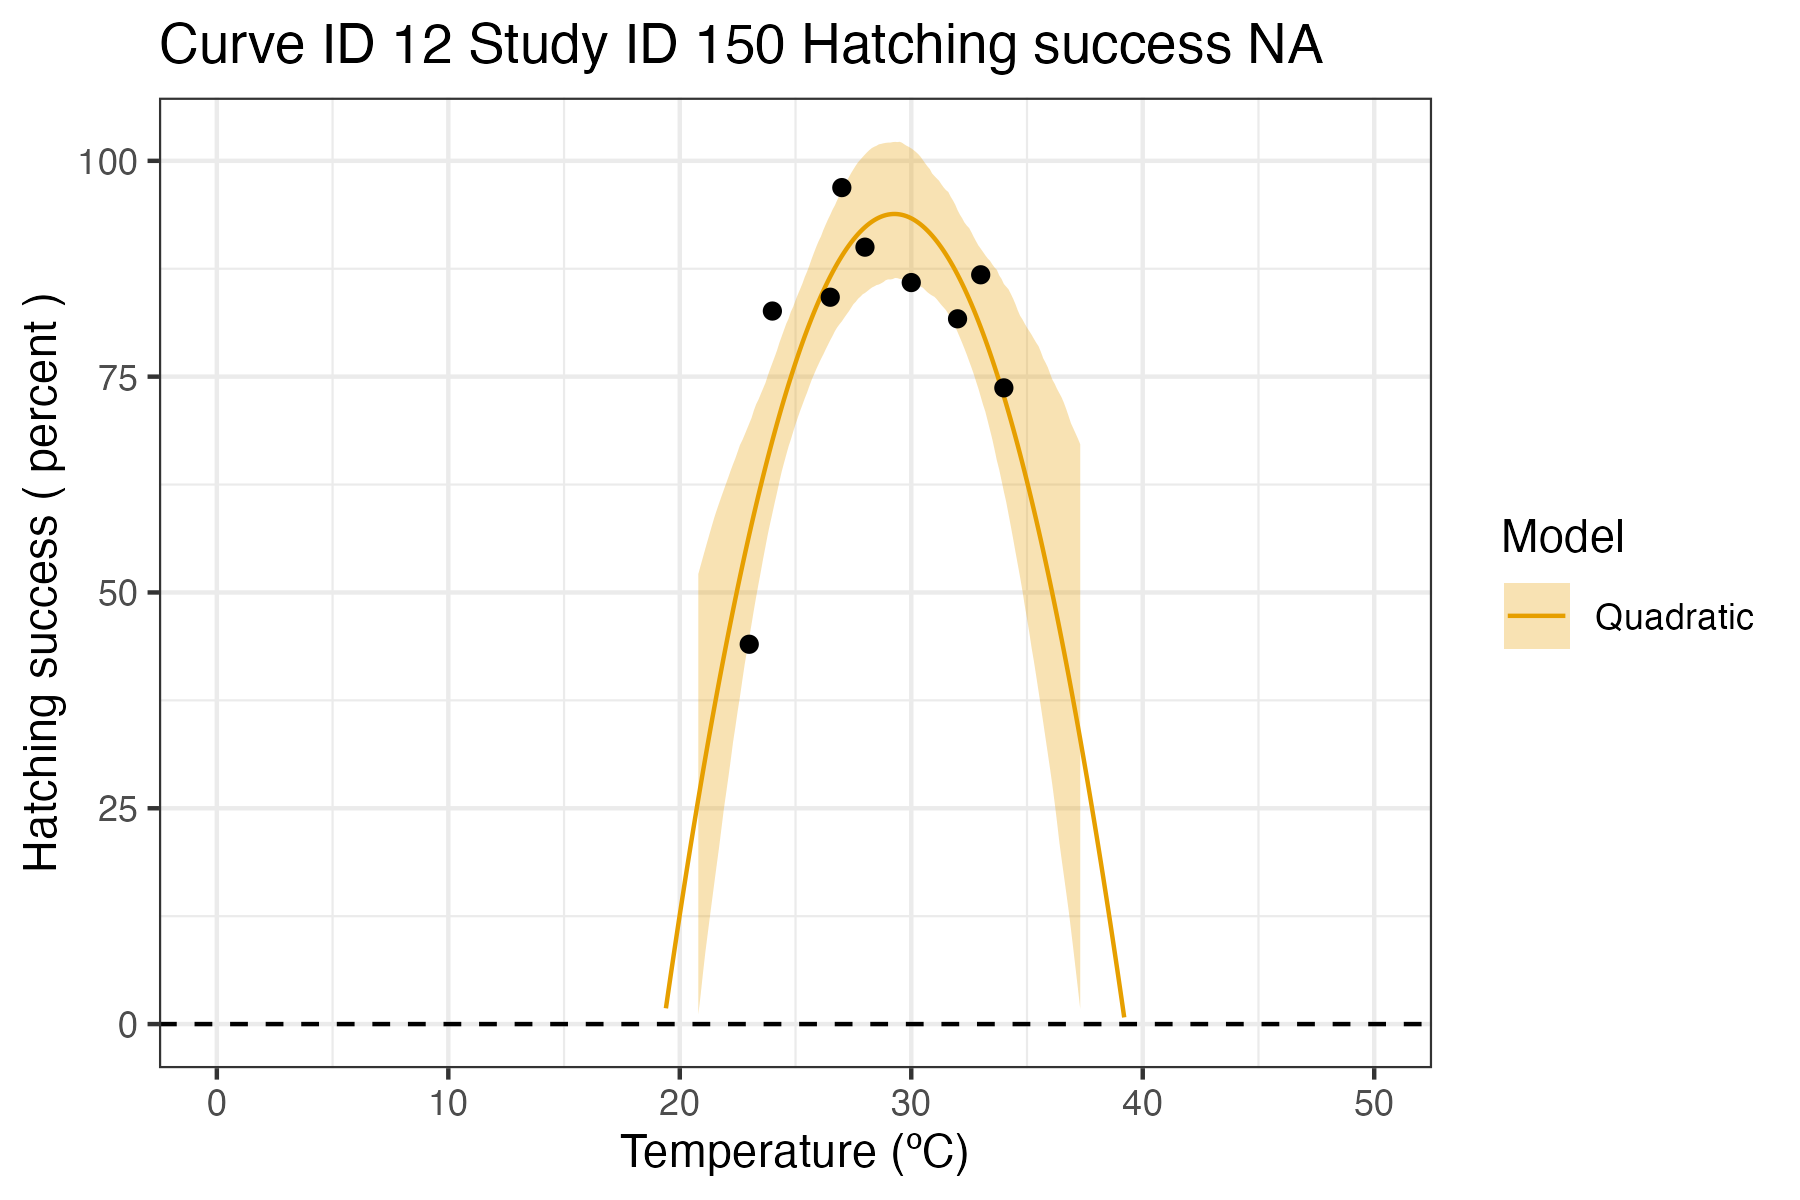 Curve ID 12 Study ID 150 Hatching success NA
Hatching success ( percent )
100
75
50
25
0
0 10 20 30 40 50
Temperature (ºC)
Model
Quadratic